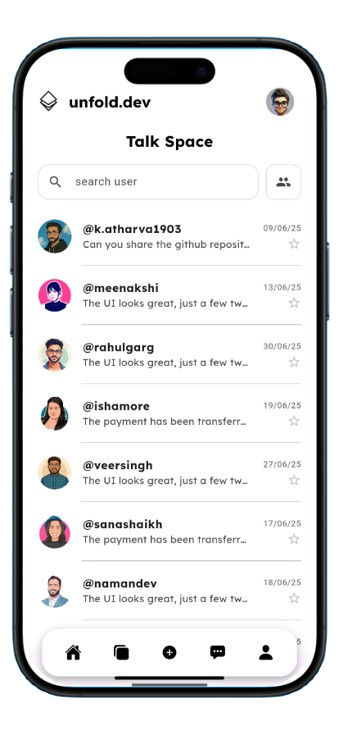 unfold.dev
Talk Space
search user
@k.atharva1903 09/06/25
Can you share the github reposit...
@meenakshi 13/06/25
The UI looks great, just a few tw...
@rahulgarg 30/06/25
The UI looks great, just a few tw...
@ishamore 19/06/25
The payment has been transferr...
@veersingh 27/06/25
The UI looks great, just a few tw...
@sanashaikh 17/06/25
The payment has been transferr...
@namandev 18/06/25
The UI looks great, just a few tw...